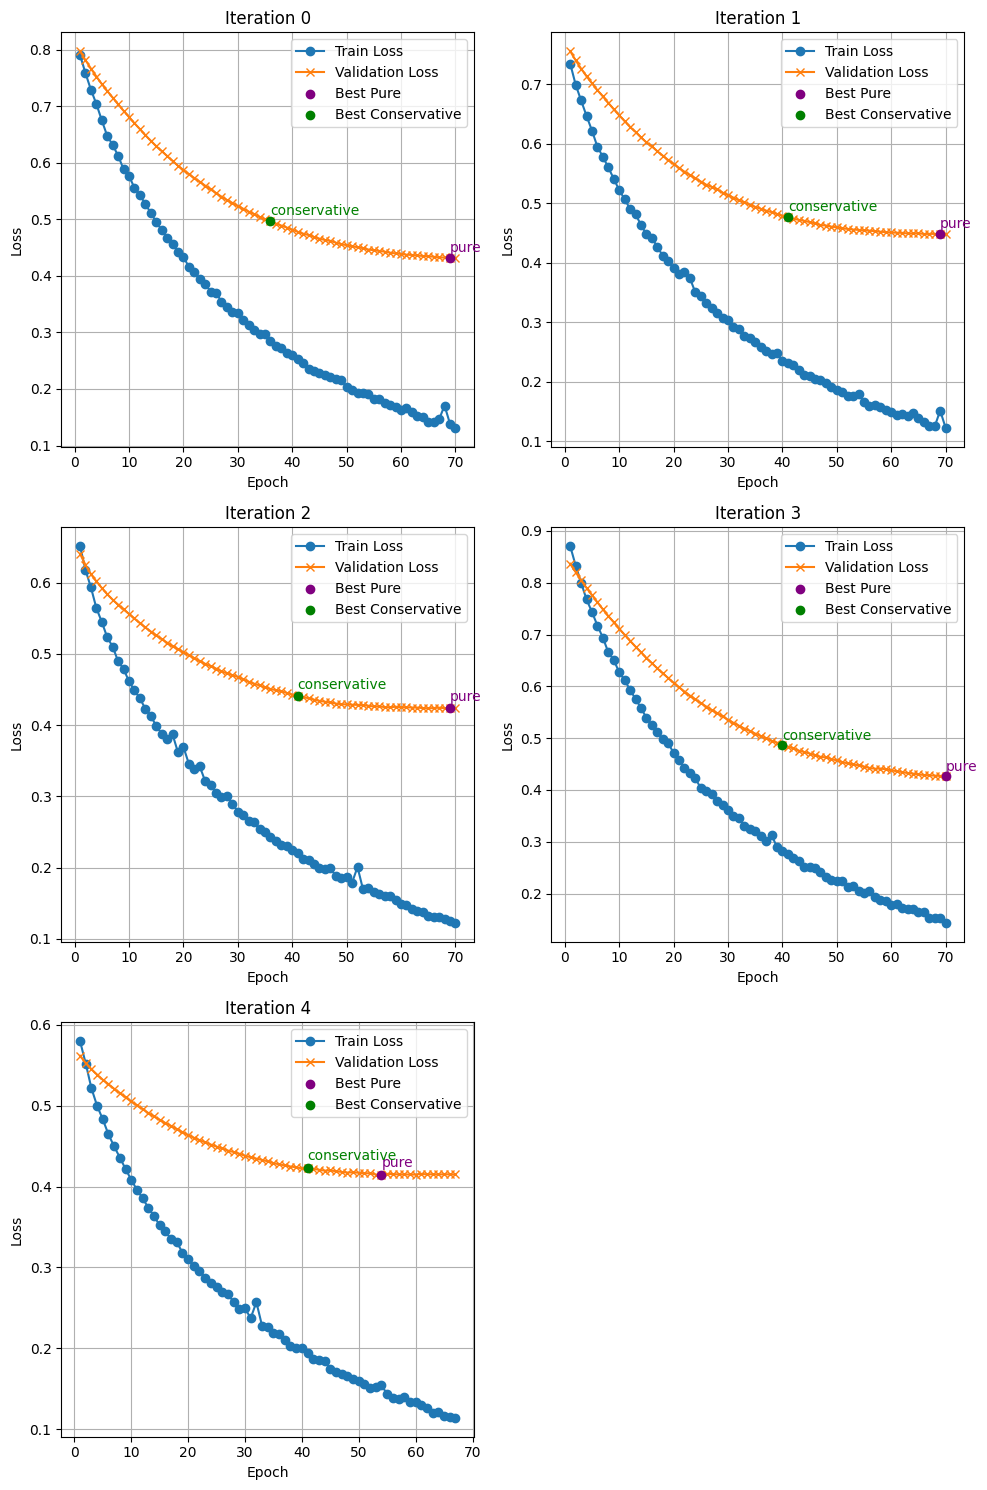 Iteration 0
Train Loss
Validation Loss
Best Pure
Best Conservative
conservative
pure
0.8
0.7
0.6
0.5
0.4
0.3
0.2
0.1
Loss
0 10 20 30 40 50 60 70
Epoch
Iteration 1
Train Loss
Validation Loss
Best Pure
Best Conservative
conservative
pure
0.7
0.6
0.5
0.4
0.3
0.2
0.1
Loss
0 10 20 30 40 50 60 70
Epoch
Iteration 2
Train Loss
Validation Loss
Best Pure
Best Conservative
conservative
pure
0.6
0.5
0.4
0.3
0.2
0.1
Loss
0 10 20 30 40 50 60 70
Epoch
Iteration 3
Train Loss
Validation Loss
Best Pure
Best Conservative
conservative
pure
0.9
0.8
0.7
0.6
0.5
0.4
0.3
0.2
Loss
0 10 20 30 40 50 60 70
Epoch
Iteration 4
Train Loss
Validation Loss
Best Pure
Best Conservative
conservative
pure
0.6
0.5
0.4
0.3
0.2
0.1
Loss
0 10 20 30 40 50 60 70
Epoch